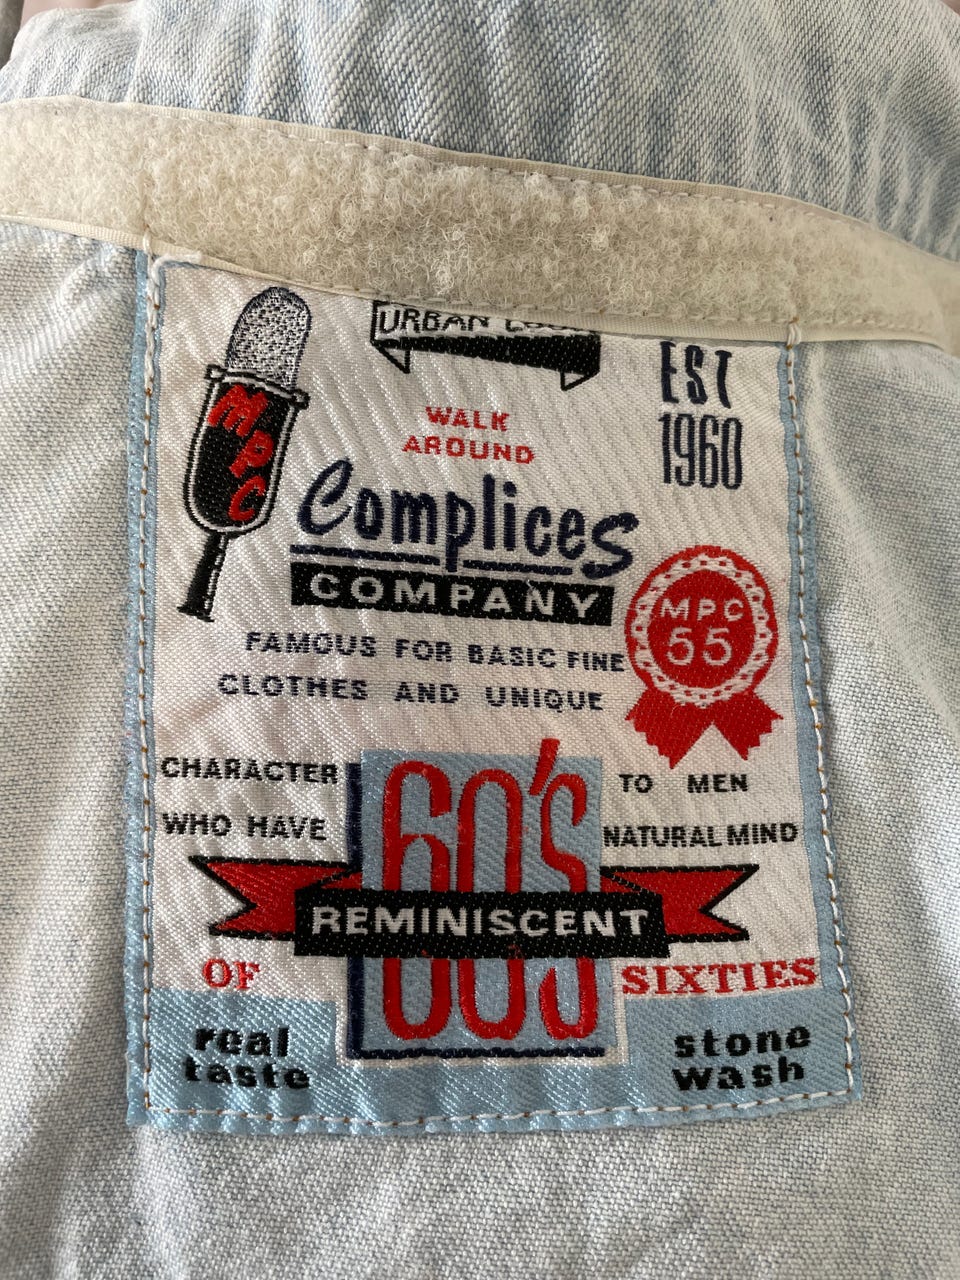 URBAN
EST
1960
MPC
WALK
AROUND
Complices
COMPANY
MPC
55
FAMOUS FOR BASIC FINE
CLOTHES AND UNIQUE
CHARACTER TO MEN
WHO HAVE NATURAL MIND
60's
REMINISCENT
OF SIXTIES
real taste
stone wash